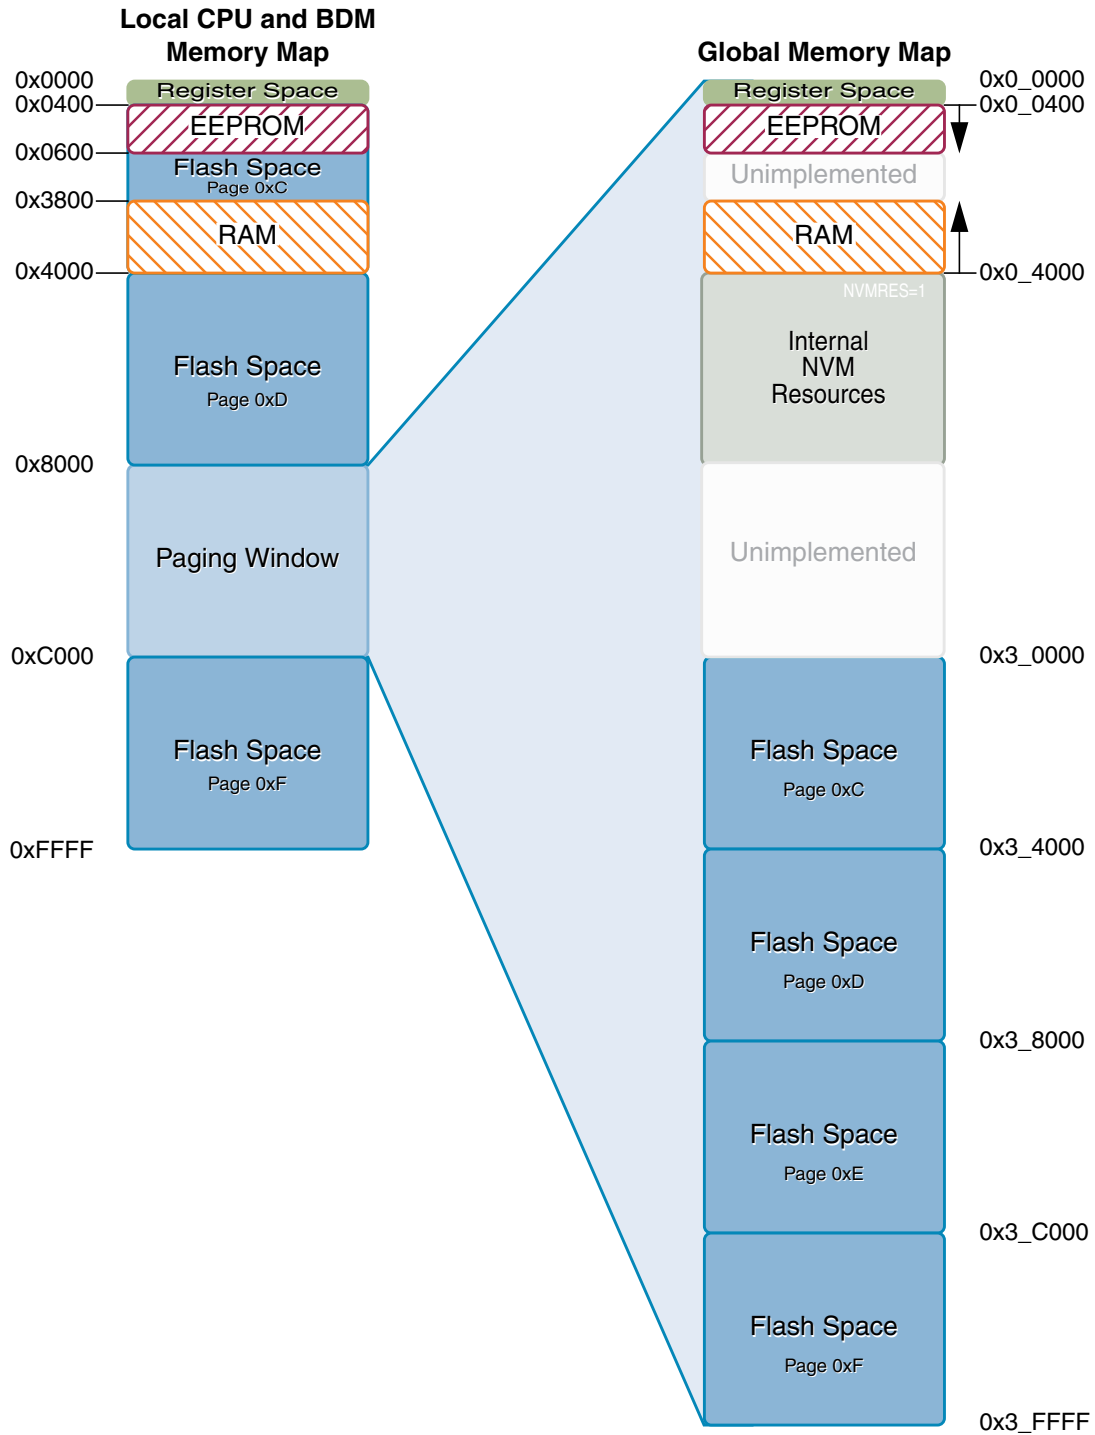 Local CPU and BDM
Memory Map
0x0000
Register Space
0x0400
EEPROM
0x0600
Flash Space
Page 0xC
0x3800
RAM
0x4000
Flash Space
Page 0xD
0x8000
Paging Window
0xC000
Flash Space
Page 0xF
0xFFFF
Global Memory Map
0x0_0000
Register Space
0x0_0400
EEPROM
Unimplemented
RAM
0x0_4000
NVMRES=1
Internal
NVM
Resources
Unimplemented
0x3_0000
Flash Space
Page 0xC
0x3_4000
Flash Space
Page 0xD
0x3_8000
Flash Space
Page 0xE
0x3_C000
Flash Space
Page 0xF
0x3_FFFF